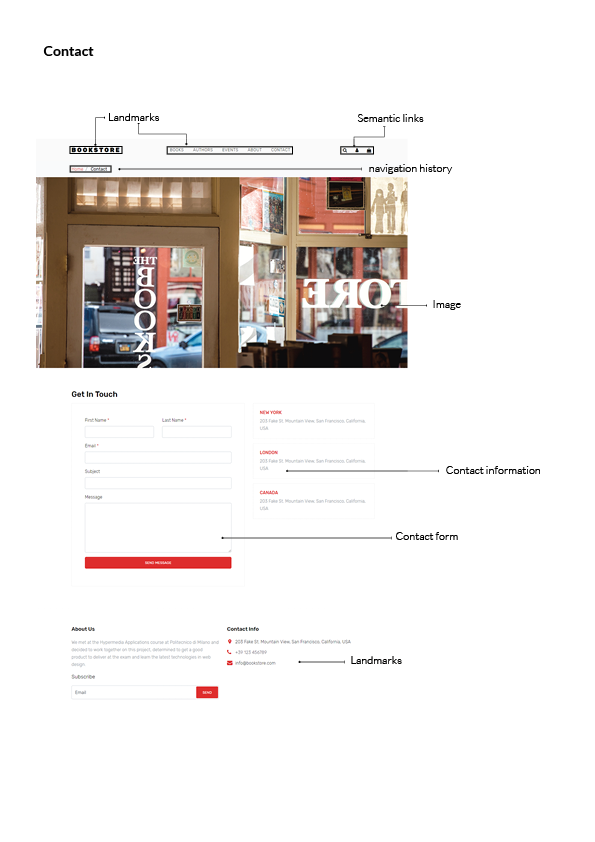 Contact
Landmarks
Semantic links
BOOKSTORE
BOOKS AUTHORS EVENTS ABOUT CONTACT
Home / Contact
navigation history
THE
BOOKS
TORE
Image
Get In Touch
First Name * Last Name *
Email *
Subject
Message
SEND MESSAGE
NEW YORK
203 Fake St. Mountain View, San Francisco, California,
USA
LONDON
203 Fake St. Mountain View, San Francisco, California,
USA
CANADA
203 Fake St. Mountain View, San Francisco, California,
USA
Contact information
Contact form
About Us
We met at the Hypermedia Applications course at Politecnico di Milano and
decided to work together on this project, determined to get a good
product to deliver at the exam and learn the latest technologies in web
design.
Subscribe
Email SEND
Contact Info
203 Fake St. Mountain View, San Francisco, California, USA
+39 123 456789
info@bookstore.com
Landmarks